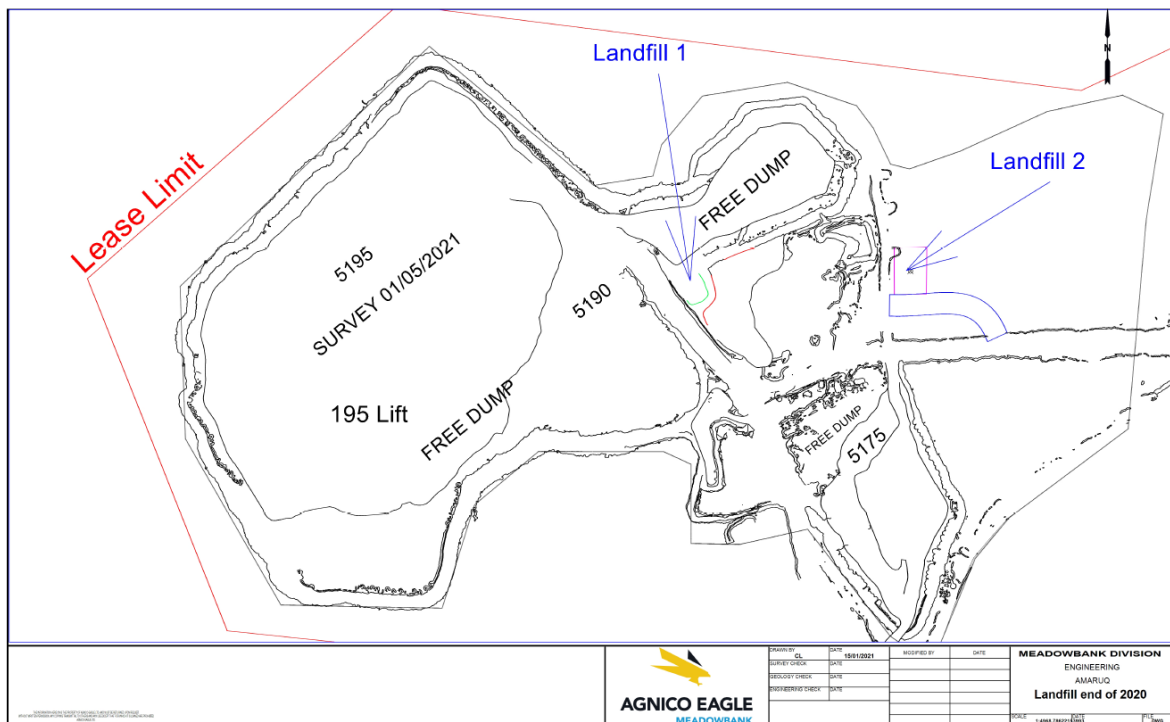 Landfill 1
N
Landfill 2
Lease Limit
FREE DUMP
5195
SURVEY 01/05/2021
5190
195 Lift
FREE DUMP
FREE DUMP
5175
AGNICO EAGLE
MEADOWBANK
DRAWN BY
CL
DATE
15/01/2021
SURVEY CHECK
DATE
GEOLOGY CHECK
DATE
ENGINEERING CHECK
DATE
MODIFIED BY
DATE
MEADOWBANK DIVISION
ENGINEERING
AMARUQ
Landfill end of 2020
SCALE
DATE
FILE